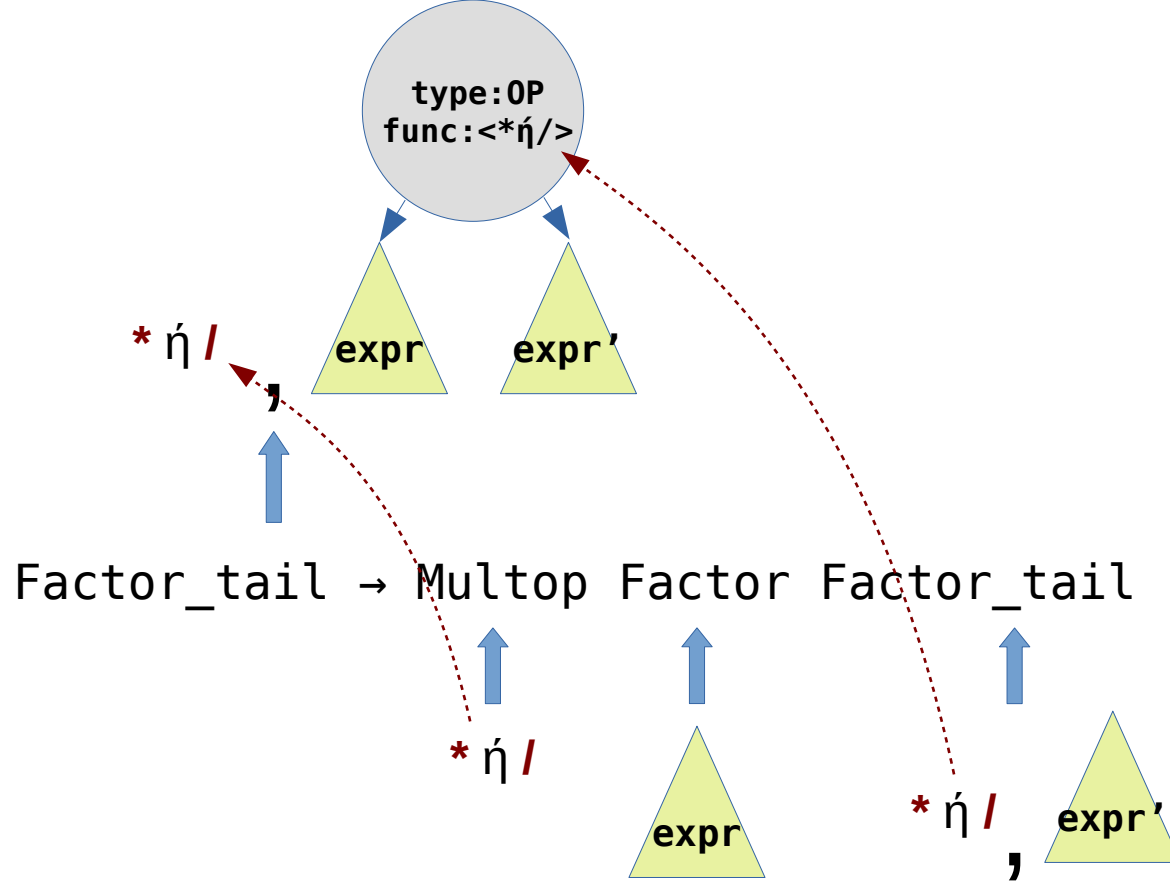 type:OP
func:<*ή/>
expr expr’
* ή /
,
Factor_tail → Multop Factor Factor_tail
* ή /
expr
* ή / , expr’